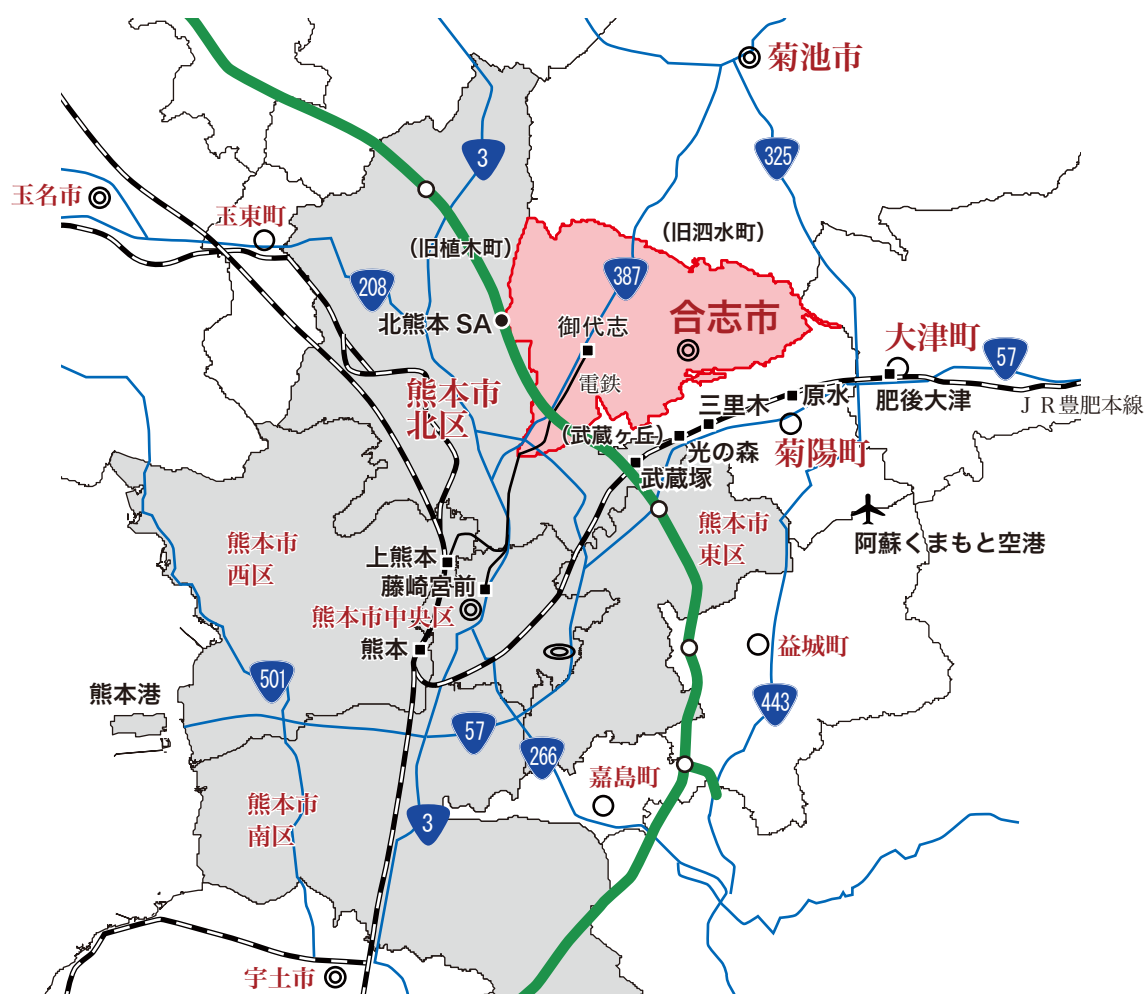 菊池市
3
325
玉名市
玉東町
(旧植木町)
(旧泗水町)
387
208
合志市
北熊本 SA
御代志
大津町
57
電鉄
熊本市
北区
三里木
原水
肥後大津
ＪＲ豊肥本線
(武蔵ヶ丘)
光の森
菊陽町
武蔵塚
熊本市
東区
熊本市
西区
阿蘇くまもと空港
上熊本
藤崎宮前
熊本市中央区
熊本
益城町
501
熊本港
443
57
266
嘉島町
熊本市
南区
3
宇土市